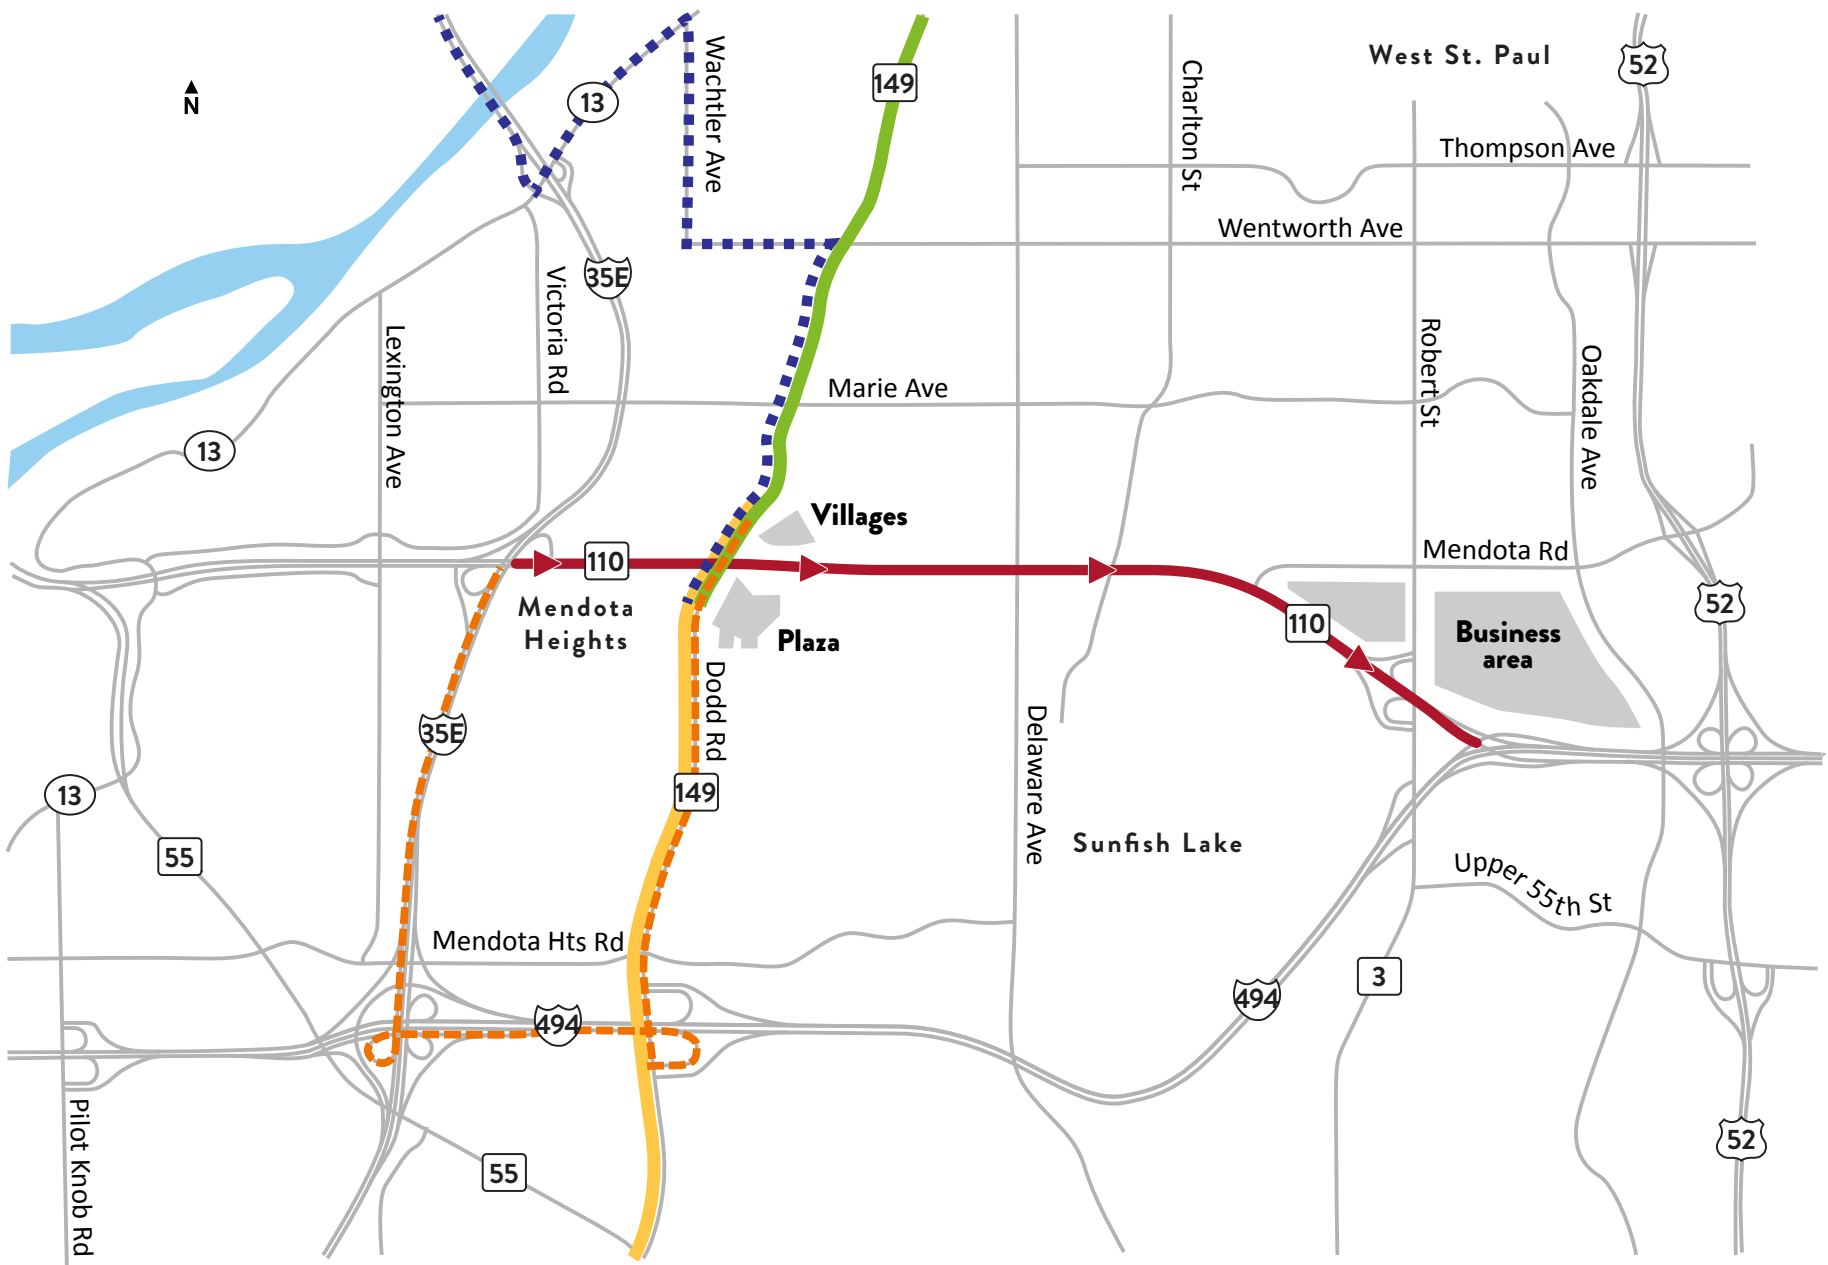 West St. Paul
52
149
N
13
Wachtler Ave
Charlton St
Thompson Ave
Wentworth Ave
35E
Victoria Rd
Lexington Ave
Robert St
Oakdale Ave
Marie Ave
13
Villages
110
Mendota Rd
Mendota
Heights
Plaza
110
Business
area
52
Dodd Rd
35E
Delaware Ave
149
13
55
Sunfish Lake
Upper 55th St
Mendota Hts Rd
3
494
494
Pilot Knob Rd
55
52